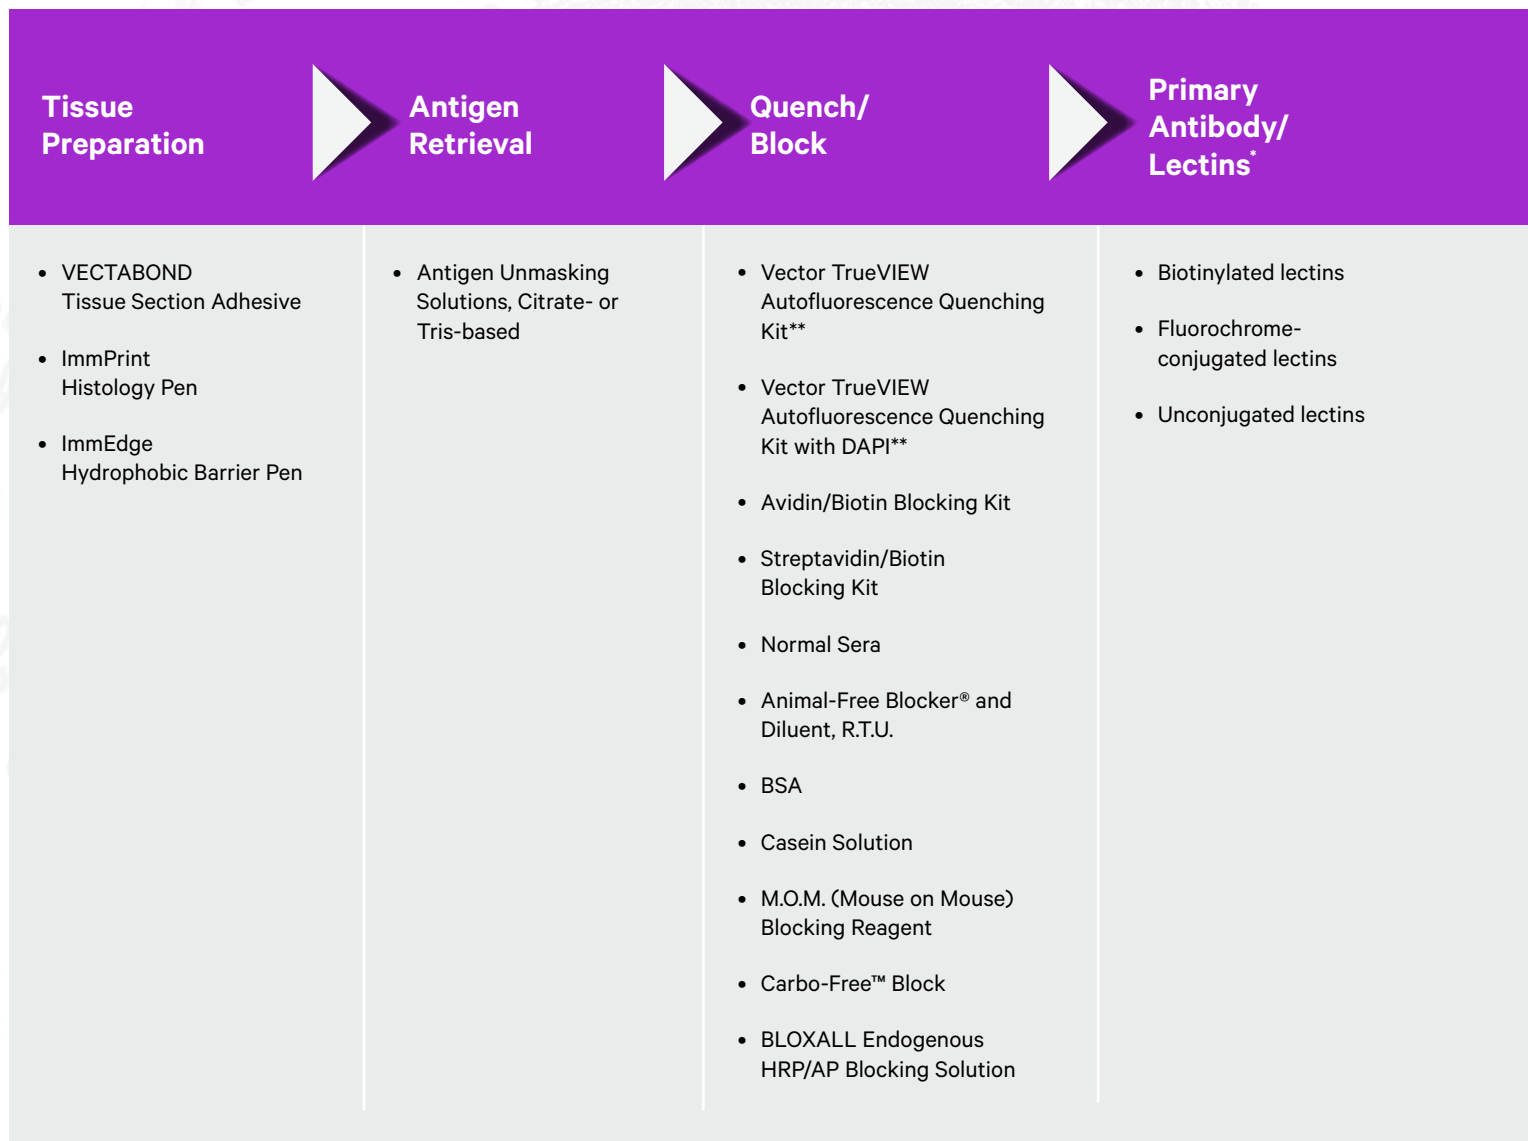 Tissue
Preparation
Antigen
Retrieval
Quench/
Block
Primary
Antibody/
Lectins*
• VECTABOND
Tissue Section Adhesive
• ImmPrint
Histology Pen
• ImmEdge
Hydrophobic Barrier Pen
• Antigen Unmasking
Solutions, Citrate- or
Tris-based
• Vector TrueVIEW
Autofluorescence Quenching
Kit**
• Vector TrueVIEW
Autofluorescence Quenching
Kit with DAPI**
• Avidin/Biotin Blocking Kit
• Streptavidin/Biotin
Blocking Kit
• Normal Sera
• Animal-Free Blocker® and
Diluent, R.T.U.
• BSA
• Casein Solution
• M.O.M. (Mouse on Mouse)
Blocking Reagent
• Carbo-Free™ Block
• BLOXALL Endogenous
HRP/AP Blocking Solution
• Biotinylated lectins
• Fluorochrome-
conjugated lectins
• Unconjugated lectins